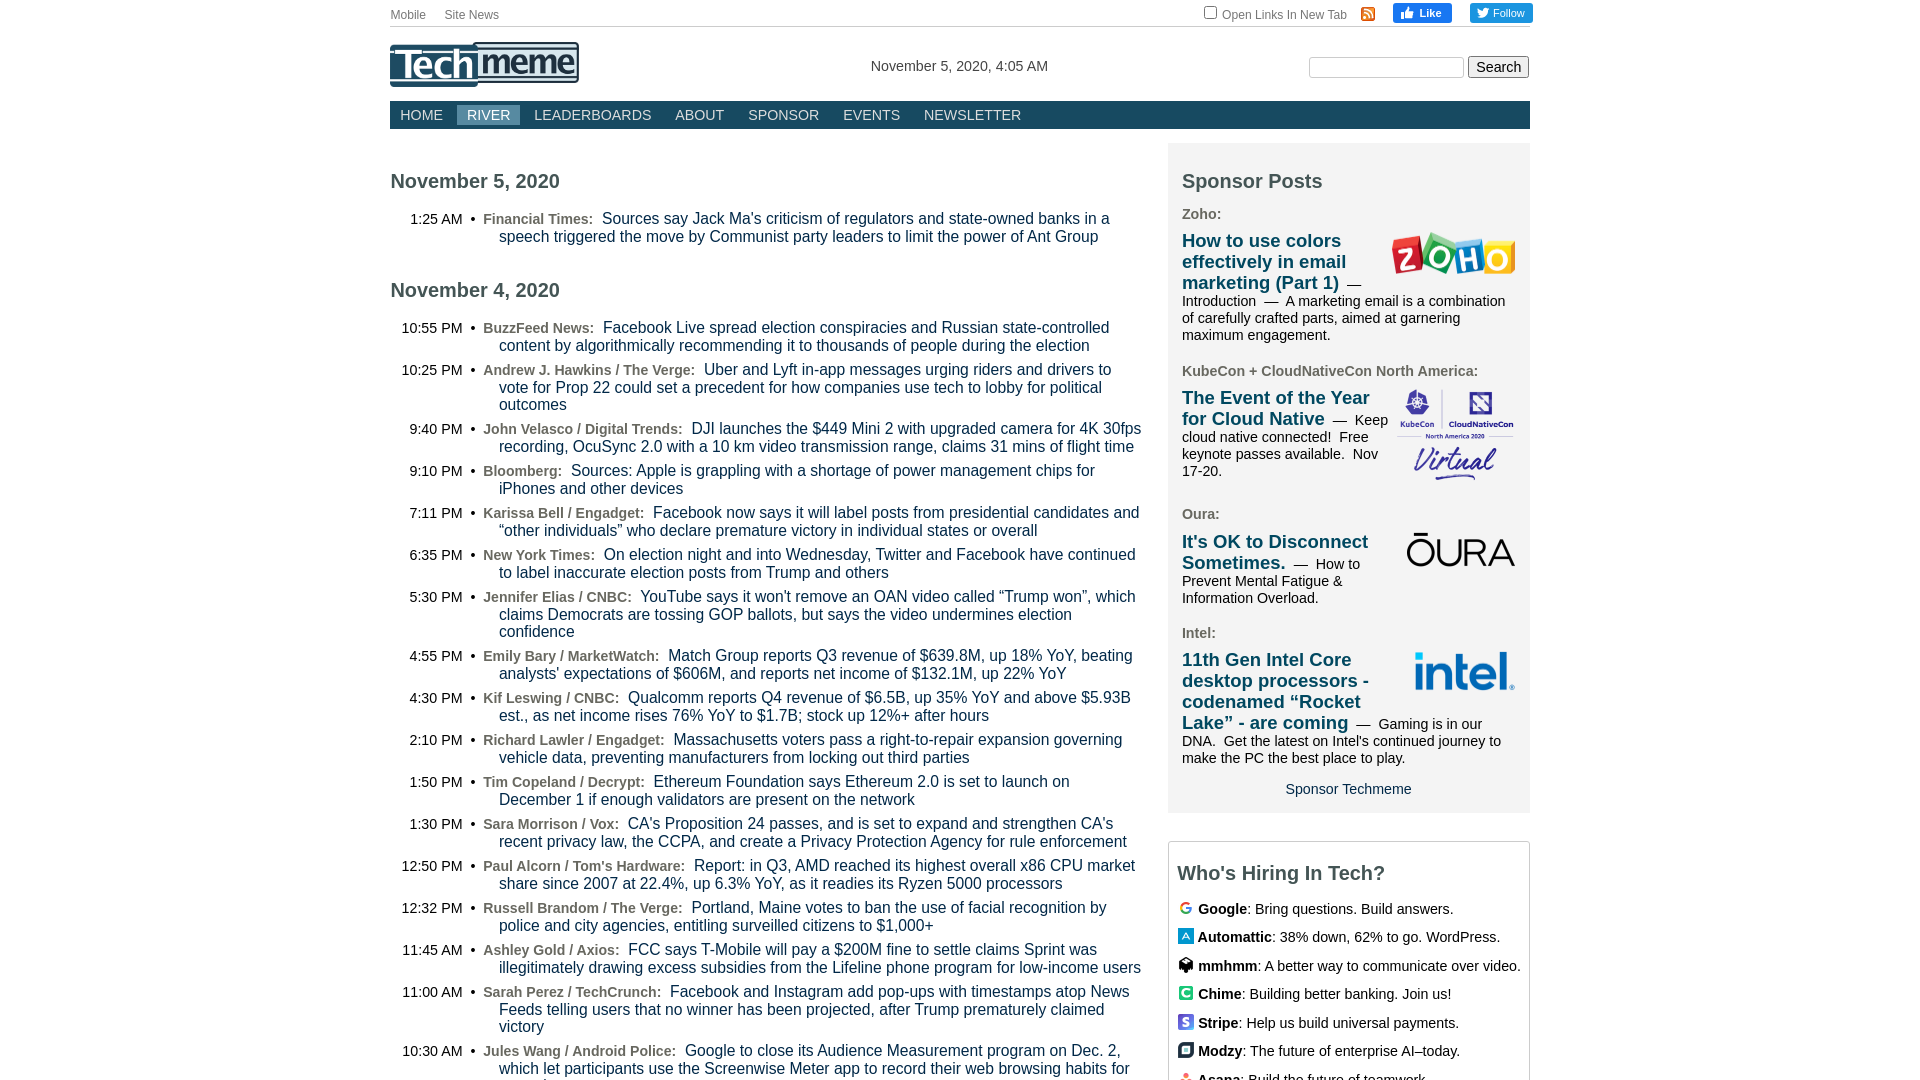 Mobile
Site News
Open Links In New Tab
Like
Follow
Techmeme
November 5, 2020, 4:05 AM
Search
HOME
RIVER
LEADERBOARDS
ABOUT
SPONSOR
EVENTS
NEWSLETTER
November 5, 2020
1:25 AM • Financial Times: Sources say Jack Ma's criticism of regulators and state-owned banks in a
speech triggered the move by Communist party leaders to limit the power of Ant Group
November 4, 2020
10:55 PM • BuzzFeed News: Facebook Live spread election conspiracies and Russian state-controlled
content by algorithmically recommending it to thousands of people during the election
10:25 PM • Andrew J. Hawkins / The Verge: Uber and Lyft in-app messages urging riders and drivers to
vote for Prop 22 could set a precedent for how companies use tech to lobby for political
outcomes
9:40 PM • John Velasco / Digital Trends: DJI launches the $449 Mini 2 with upgraded camera for 4K 30fps
recording, OcuSync 2.0 with a 10 km video transmission range, claims 31 mins of flight time
9:10 PM • Bloomberg: Sources: Apple is grappling with a shortage of power management chips for
iPhones and other devices
7:11 PM • Karissa Bell / Engadget: Facebook now says it will label posts from presidential candidates and
“other individuals” who declare premature victory in individual states or overall
6:35 PM • New York Times: On election night and into Wednesday, Twitter and Facebook have continued
to label inaccurate election posts from Trump and others
5:30 PM • Jennifer Elias / CNBC: YouTube says it won't remove an OAN video called “Trump won”, which
claims Democrats are tossing GOP ballots, but says the video undermines election
confidence
4:55 PM • Emily Bary / MarketWatch: Match Group reports Q3 revenue of $639.8M, up 18% YoY, beating
analysts' expectations of $606M, and reports net income of $132.1M, up 22% YoY
4:30 PM • Kif Leswing / CNBC: Qualcomm reports Q4 revenue of $6.5B, up 35% YoY and above $5.93B
est., as net income rises 76% YoY to $1.7B; stock up 12%+ after hours
2:10 PM • Richard Lawler / Engadget: Massachusetts voters pass a right-to-repair expansion governing
vehicle data, preventing manufacturers from locking out third parties
1:50 PM • Tim Copeland / Decrypt: Ethereum Foundation says Ethereum 2.0 is set to launch on
December 1 if enough validators are present on the network
1:30 PM • Sara Morrison / Vox: CA's Proposition 24 passes, and is set to expand and strengthen CA's
recent privacy law, the CCPA, and create a Privacy Protection Agency for rule enforcement
12:50 PM • Paul Alcorn / Tom's Hardware: Report: in Q3, AMD reached its highest overall x86 CPU market
share since 2007 at 22.4%, up 6.3% YoY, as it readies its Ryzen 5000 processors
12:32 PM • Russell Brandom / The Verge: Portland, Maine votes to ban the use of facial recognition by
police and city agencies, entitling surveilled citizens to $1,000+
11:45 AM • Ashley Gold / Axios: FCC says T-Mobile will pay a $200M fine to settle claims Sprint was
illegitimately drawing excess subsidies from the Lifeline phone program for low-income users
11:00 AM • Sarah Perez / TechCrunch: Facebook and Instagram add pop-ups with timestamps atop News
Feeds telling users that no winner has been projected, after Trump prematurely claimed
victory
10:30 AM • Jules Wang / Android Police: Google to close its Audience Measurement program on Dec. 2,
which let participants use the Screenwise Meter app to record their web browsing habits for
Sponsor Posts
Zoho:
How to use colors
effectively in email
marketing (Part 1) —
Introduction — A marketing email is a combination
of carefully crafted parts, aimed at garnering
maximum engagement.
ZOHO
KubeCon + CloudNativeCon North America:
The Event of the Year
for Cloud Native — Keep
cloud native connected! Free
keynote passes available. Nov
17-20.
KubeCon
CloudNativeCon
North America 2020
Virtual
Oura:
It's OK to Disconnect
Sometimes. — How to
Prevent Mental Fatigue &
Information Overload.
ŌURA
Intel:
11th Gen Intel Core
desktop processors -
codenamed “Rocket
Lake” - are coming — Gaming is in our
DNA. Get the latest on Intel's continued journey to
make the PC the best place to play.
intel®
Sponsor Techmeme
Who's Hiring In Tech?
Google: Bring questions. Build answers.
Automattic: 38% down, 62% to go. WordPress.
mmhmm: A better way to communicate over video.
Chime: Building better banking. Join us!
Stripe: Help us build universal payments.
Modzy: The future of enterprise AI–today.
Asana: Build the future of teamwork